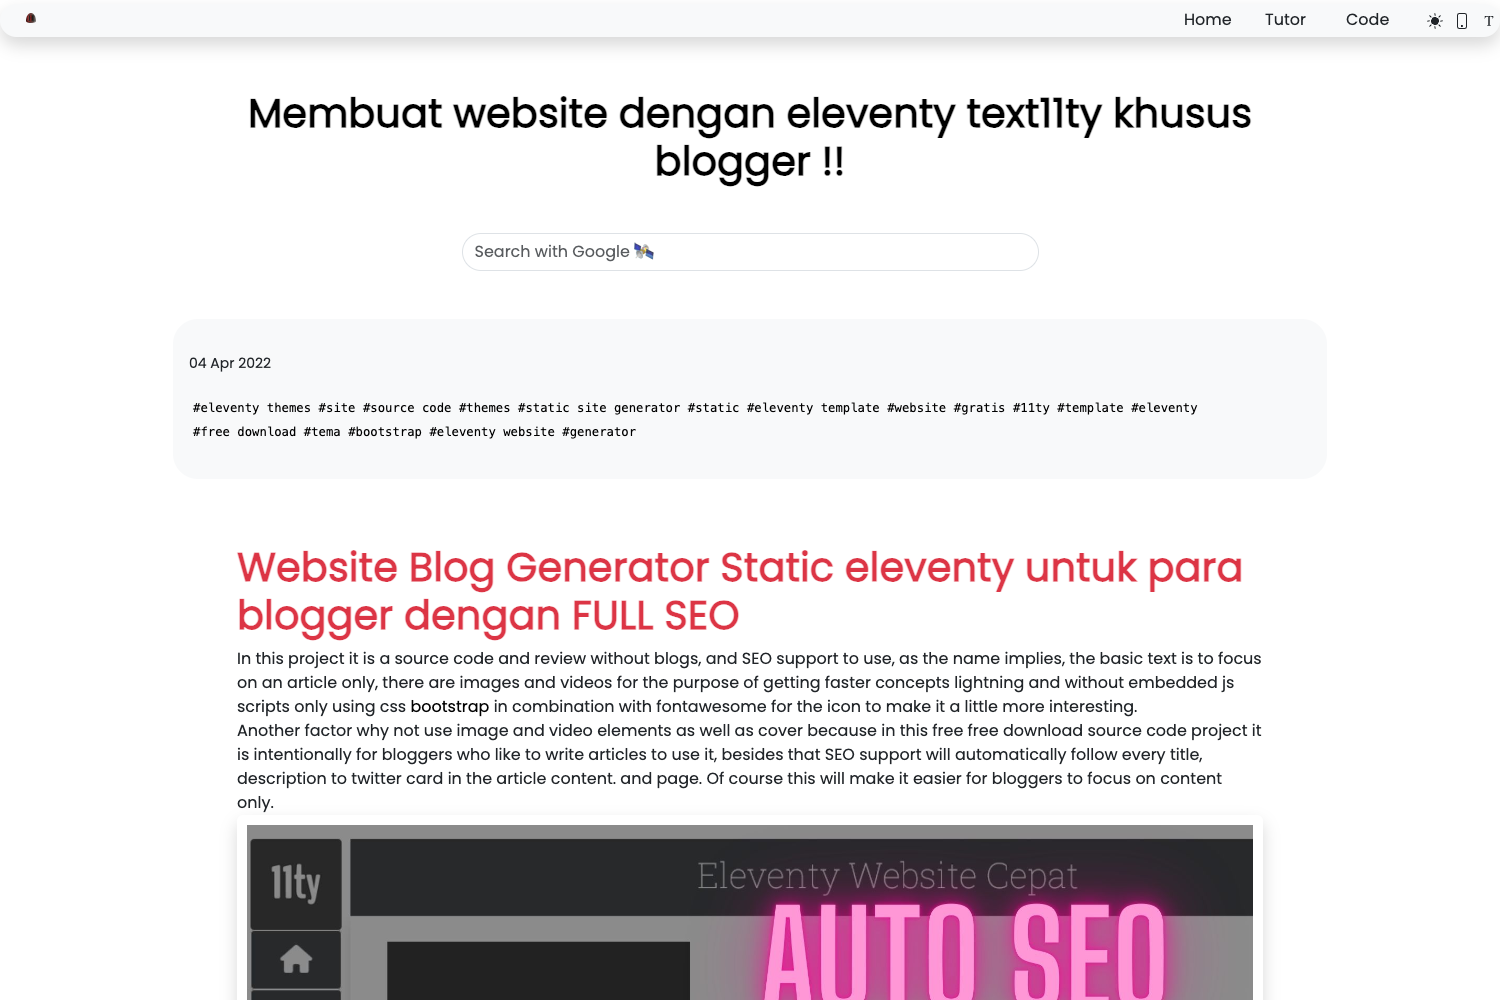 Home Tutor Code T
Membuat website dengan eleventy text11ty khusus
blogger !!
Search with Google 🛰️
04 Apr 2022
#eleventy themes #site #source code #themes #static site generator #static #eleventy template #website #gratis #11ty #template #eleventy
#free download #tema #bootstrap #eleventy website #generator
Website Blog Generator Static eleventy untuk para
blogger dengan FULL SEO
In this project it is a source code and review without blogs, and SEO support to use, as the name implies, the basic text is to focus
on an article only, there are images and videos for the purpose of getting faster concepts lightning and without embedded js
scripts only using css bootstrap in combination with fontawesome for the icon to make it a little more interesting.
Another factor why not use image and video elements as well as cover because in this free free download source code project it
is intentionally for bloggers who like to write articles to use it, besides that SEO support will automatically follow every title,
description to twitter card in the article content. and page. Of course this will make it easier for bloggers to focus on content
only.
11ty
Eleventy Website Cepat
AUTO SEO